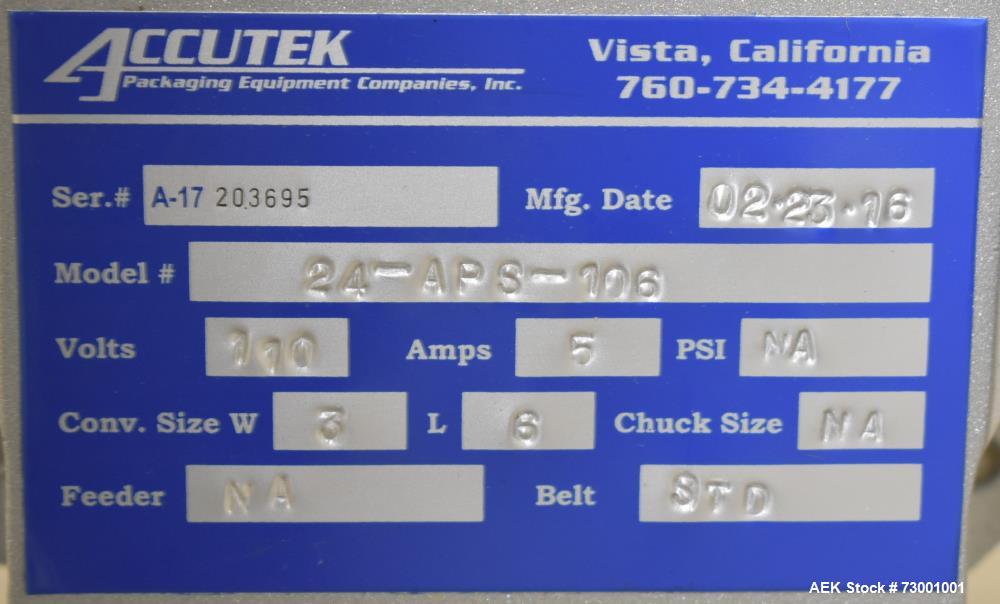 ACCUTEK
Packaging Equipment Companies, Inc.
Vista, California
760-734-4177
Ser.# A-17 203695 Mfg. Date 02·23·16
Model # 24-APS-106
Volts 110 Amps 5 PSI NA
Conv. Size W 3 L 6 Chuck Size NA
Feeder NA Belt STD
AEK Stock # 73001001